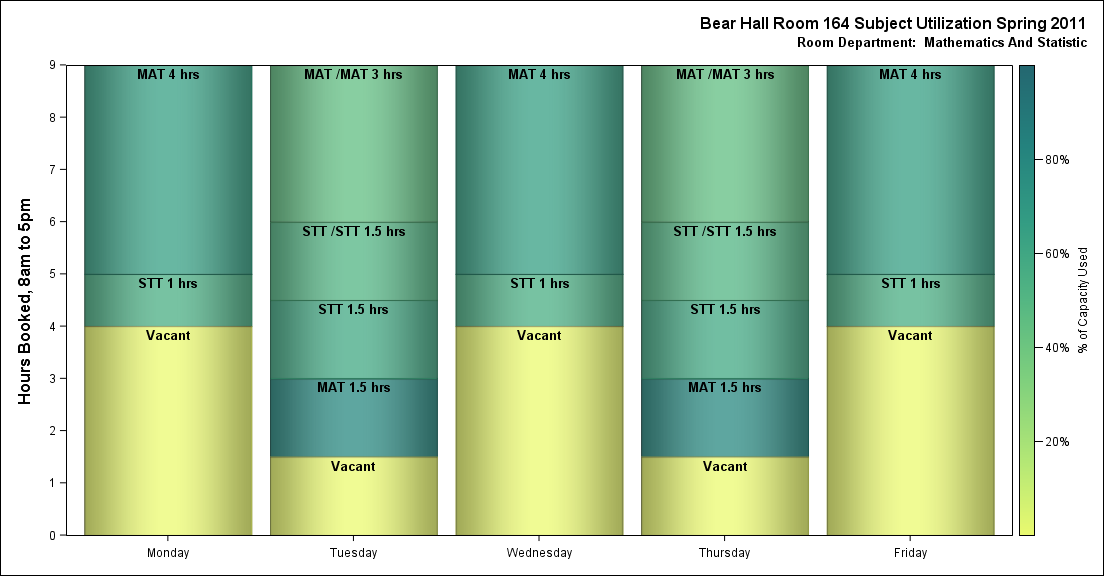 Bear Hall Room 164 Subject Utilization Spring 2011
Room Department:  Mathematics And Statistic
Hours Booked, 8am to 5pm
9
8
7
6
5
4
3
2
1
0
MAT 4 hrs
STT 1 hrs
Vacant
MAT /MAT 3 hrs
STT /STT 1.5 hrs
STT 1.5 hrs
MAT 1.5 hrs
Vacant
MAT 4 hrs
STT 1 hrs
Vacant
MAT /MAT 3 hrs
STT /STT 1.5 hrs
STT 1.5 hrs
MAT 1.5 hrs
Vacant
MAT 4 hrs
STT 1 hrs
Vacant
Monday
Tuesday
Wednesday
Thursday
Friday
80%
60%
40%
20%
% of Capacity Used